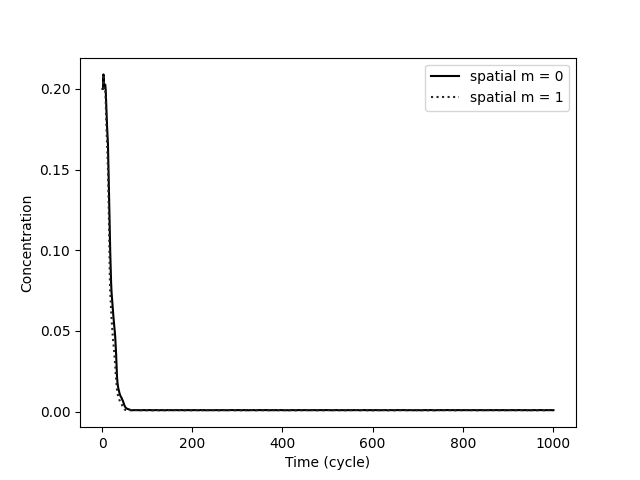 spatial m = 0
spatial m = 1
0.20
0.15
0.10
0.05
0.00
Concentration
0 200 400 600 800 1000
Time (cycle)